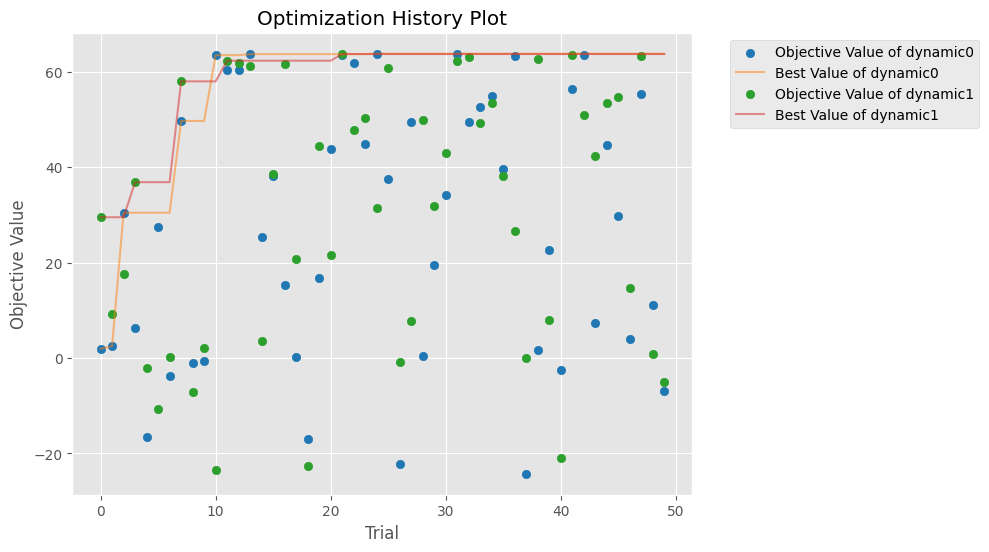 Optimization History Plot
Objective Value
60
40
20
0
−20
0 10 20 30 40 50
Trial
Objective Value of dynamic0
Best Value of dynamic0
Objective Value of dynamic1
Best Value of dynamic1